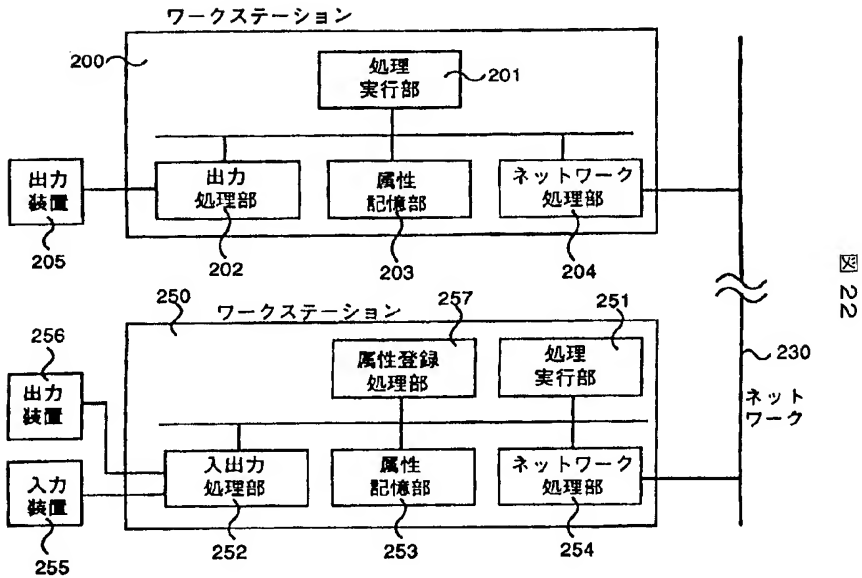 ワークステーション
200
処理
実行部
201
出力
装置
205
出力
処理部
202
属性
記憶部
203
ネットワーク
処理部
204
図22
250
ワークステーション
257
251
256
出力
装置
属性登録
処理部
処理
実行部
230
ネット
ワーク
入力
装置
255
入出力
処理部
252
属性
記憶部
253
ネットワーク
処理部
254